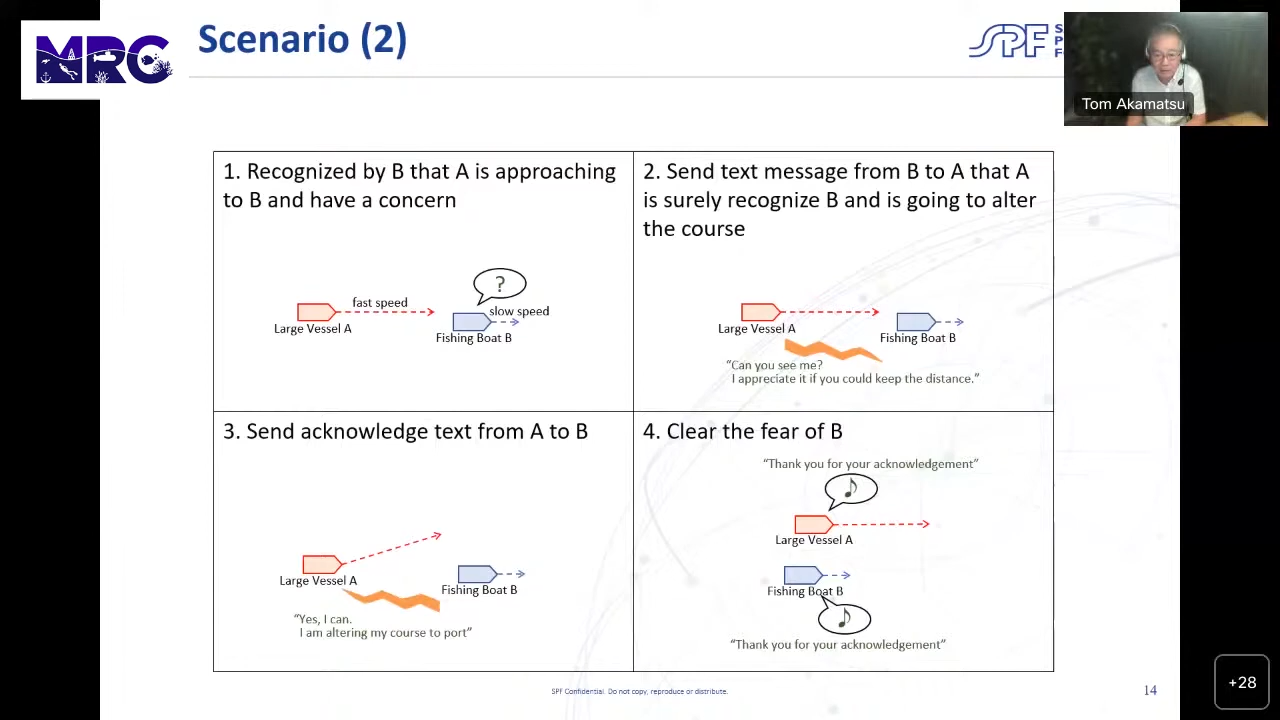 MRC
Scenario (2)
SPF
S
P
F
Tom Akamatsu
1. Recognized by B that A is approaching
to B and have a concern
?
fast speed
slow speed
Large Vessel A
Fishing Boat B
2. Send text message from B to A that A
is surely recognize B and is going to alter
the course
Large Vessel A
Fishing Boat B
“Can you see me?
I appreciate it if you could keep the distance.”
3. Send acknowledge text from A to B
Large Vessel A
Fishing Boat B
“Yes, I can.
I am altering my course to port”
4. Clear the fear of B
“Thank you for your acknowledgement”
Large Vessel A
Fishing Boat B
“Thank you for your acknowledgement”
SPF Confidential. Do not copy, reproduce or distribute.
14
+28